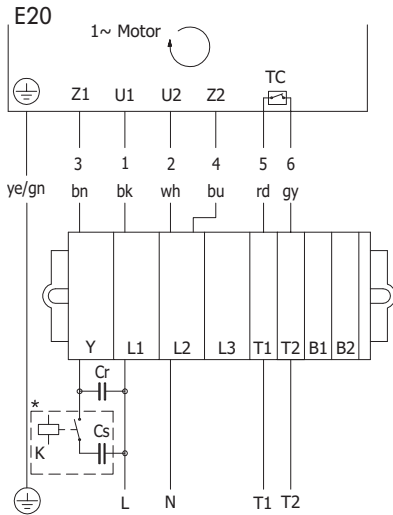 E20
1~ Motor
TC
Z1 U1 U2 Z2
3 1 2 4 5 6
ye/gn bn bk wh bu rd gy
Y L1 L2 L3 T1 T2 B1 B2
Cr
*
Cs
K
L N T1 T2